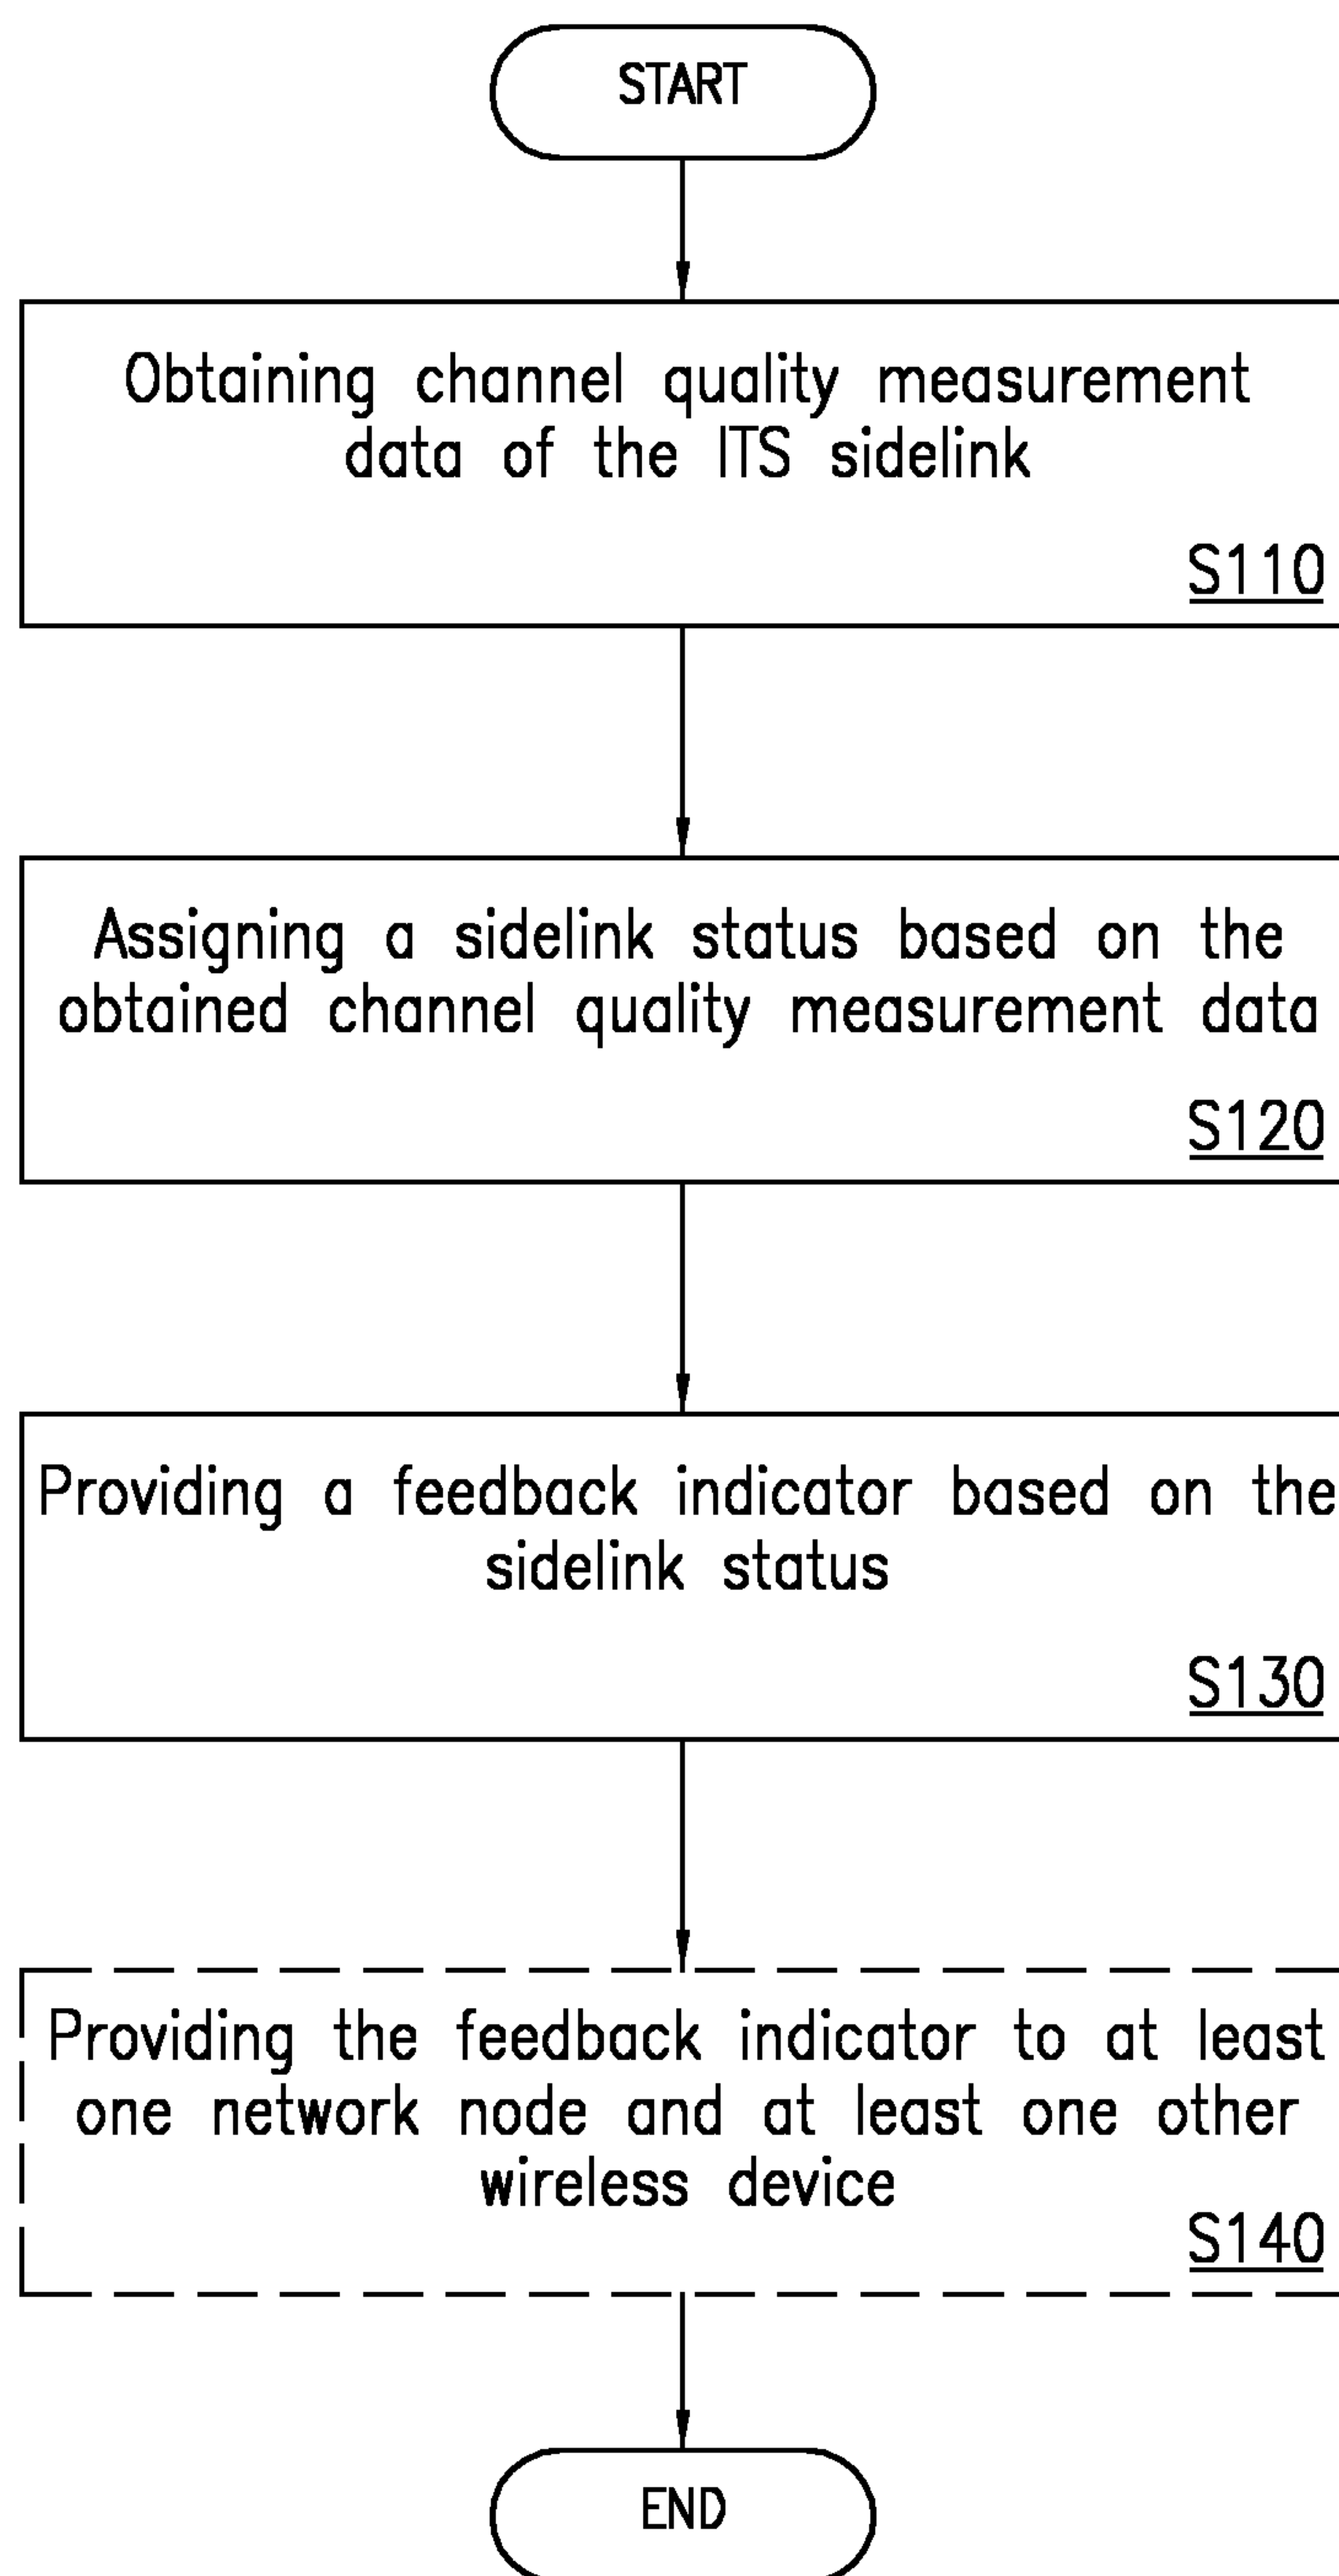 START
Obtaining channel quality measurement
data of the ITS sidelink
S110
Assigning a sidelink status based on the
obtained channel quality measurement data
S120
Providing a feedback indicator based on the
sidelink status
S130
Providing the feedback indicator to at least
one network node and at least one other
wireless device
S140
END